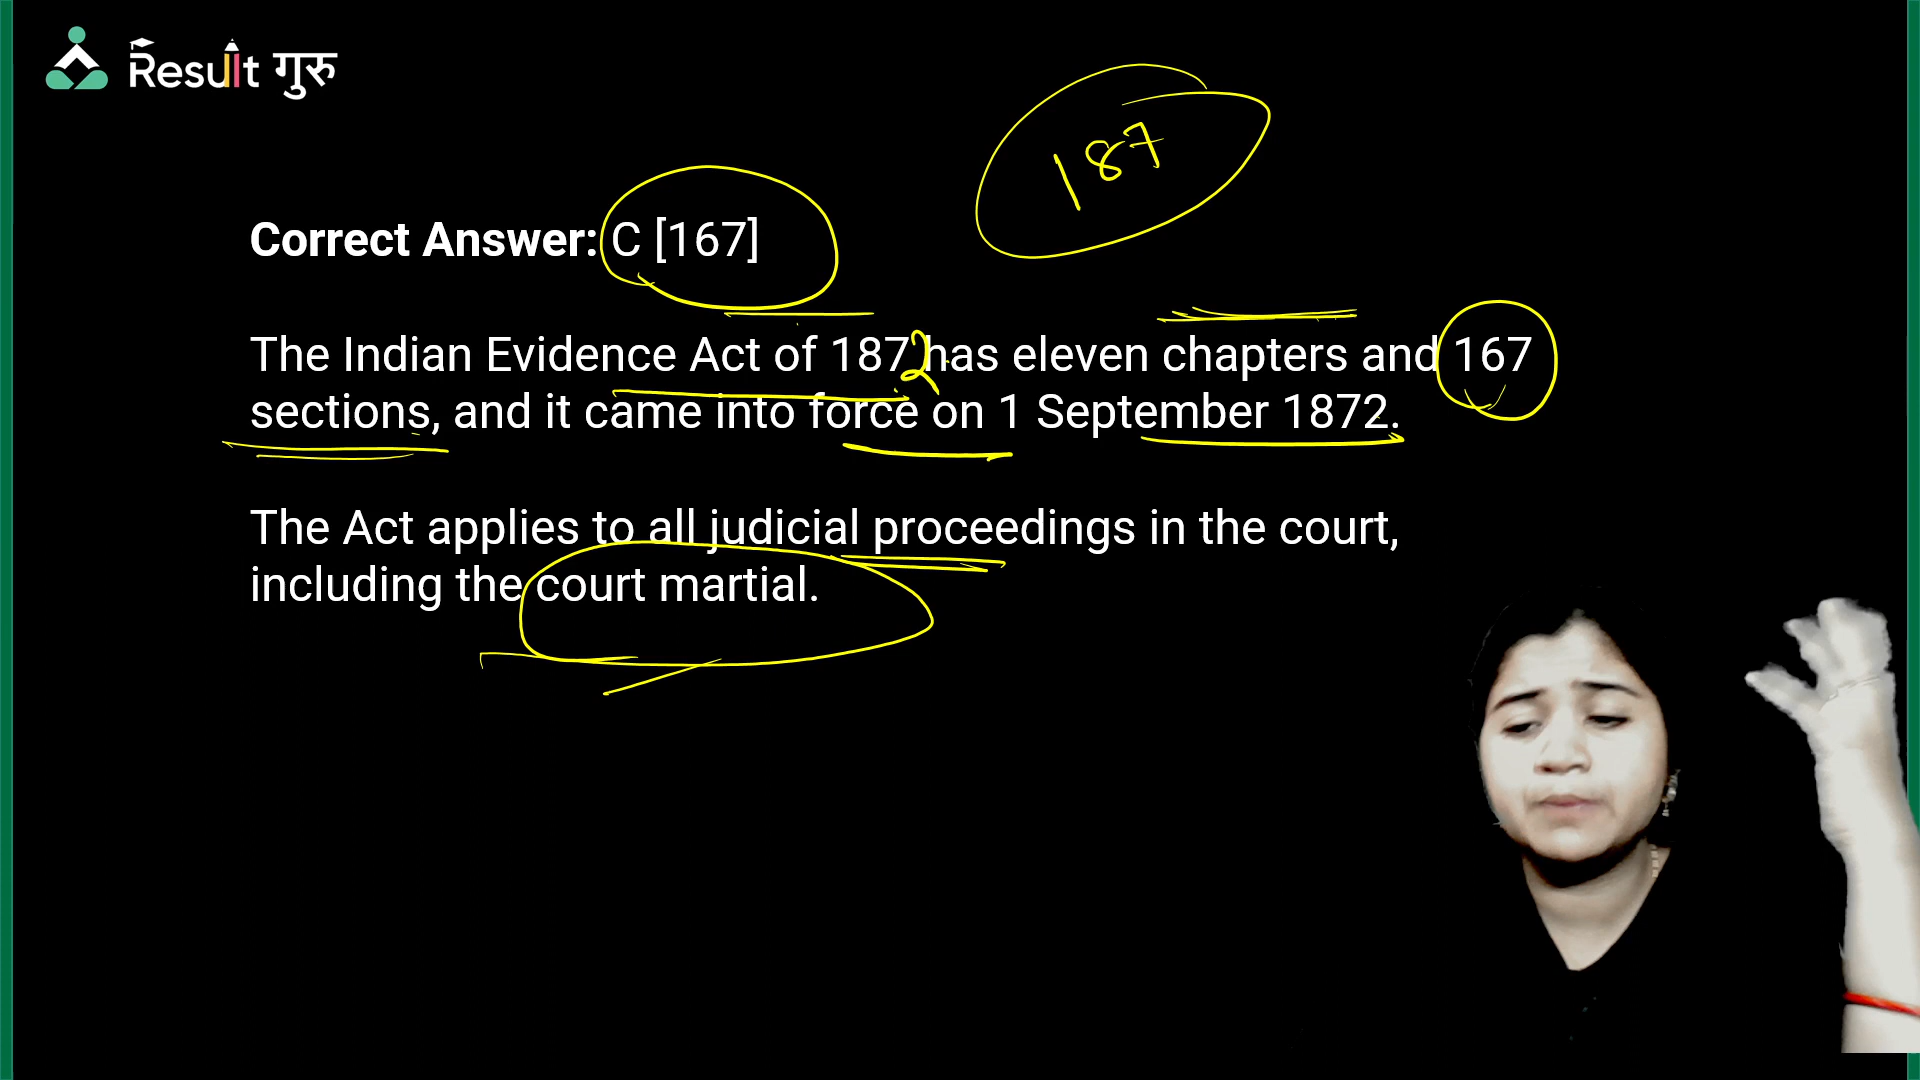 Result गुरु
187
Correct Answer: C [167]
The Indian Evidence Act of 1872 has eleven chapters and 167
sections, and it came into force on 1 September 1872.
The Act applies to all judicial proceedings in the court,
including the court martial.